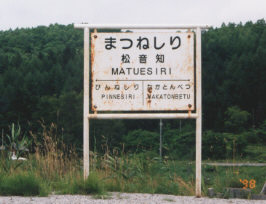 まつねしり
松音知
MATUESIRI
ぴんねしり なかとんべつ
PINNESIRI NAKATONBETU
'98